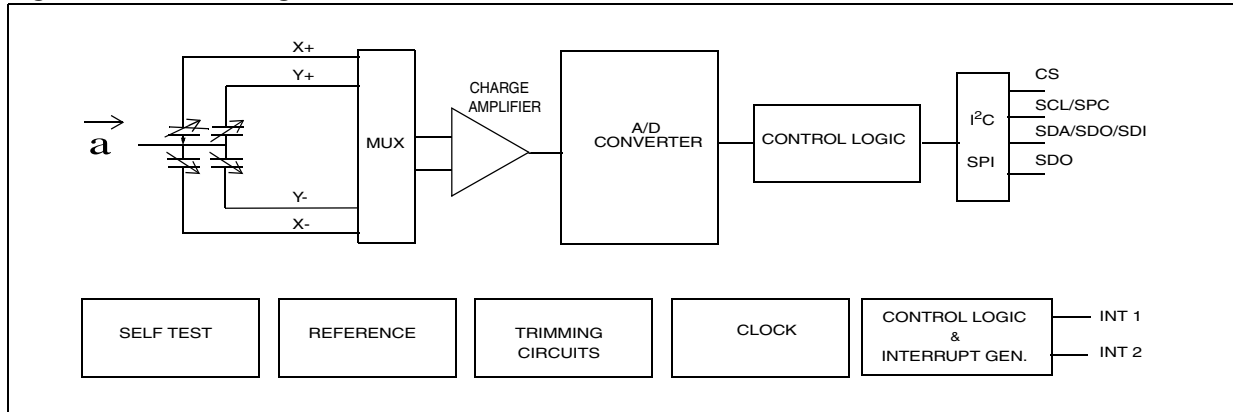 X+
Y+
CHARGE
AMPLIFIER
a
MUX
Y-
X-
A/D
CONVERTER
CONTROL LOGIC
I²C
SPI
CS
SCL/SPC
SDA/SDO/SDI
SDO
SELF TEST
REFERENCE
TRIMMING
CIRCUITS
CLOCK
CONTROL LOGIC
&
INTERRUPT GEN.
INT 1
INT 2